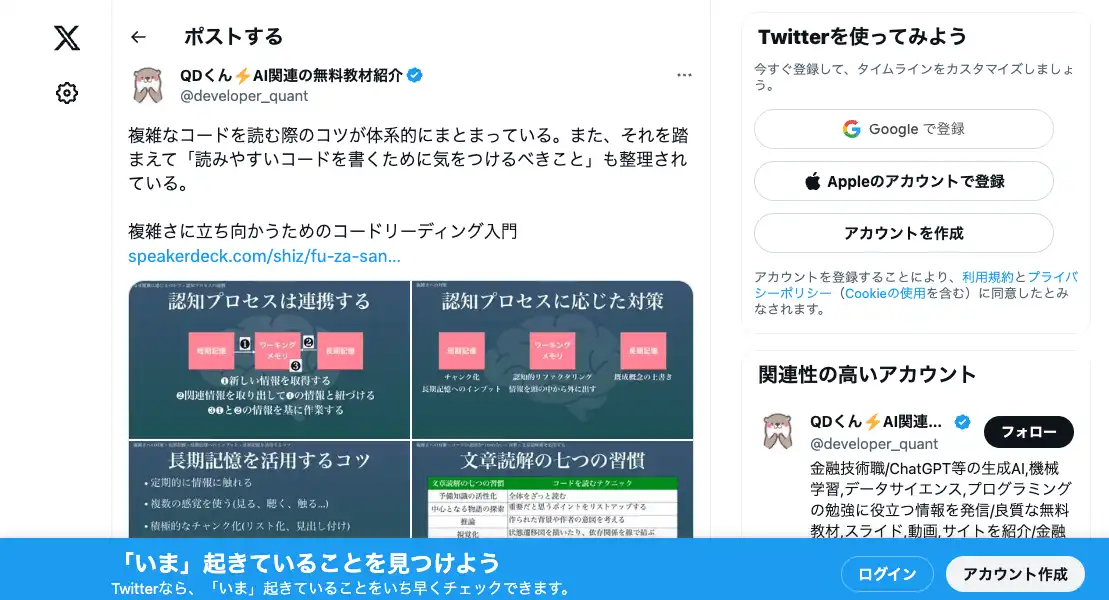 ポストする
QDくん⚡AI関連の無料教材紹介
@developer_quant
複雑なコードを読む際のコツが体系的にまとまっている。また、それを踏
まえて「読みやすいコードを書くために気をつけるべきこと」も整理され
ている。
複雑さに立ち向かうためのコードリーディング入門
speakerdeck.com/shiz/fu-za-san...
認知プロセスは連携する
短期記憶
❶
ワーキング
メモリ
❷
長期記憶
❸
❶新しい情報を取得する
❷関連情報を取り出して❶の情報と紐づける
❸❶と❷の情報を基に作業する
認知プロセスに応じた対策
短期記憶
ワーキング
メモリ
長期記憶
チャンク化
長期記憶へのインプット
認知的リファクタリング
情報を頭の中から外に出す
既成概念の上書き
長期記憶を活用するコツ
• 定期的に情報に触れる
• 複数の感覚を使う(見る、聴く、触る...)
• 積極的なチャンク化(リスト化、見出し付け)
文章読解の七つの習慣
文章読解の七つの習慣 コードを読むテクニック
予備知識の活性化 全体をざっと読む
中心となる物語の探索 重要だと思うポイントをリストアップする
推論 作られた背景や作者の意図を考える
視覚化 状態遷移図を描いたり、依存関係を線で結ぶ
Twitterを使ってみよう
今すぐ登録して、タイムラインをカスタマイズしましょ
う。
Google で登録
Appleのアカウントで登録
アカウントを作成
アカウントを登録することにより、利用規約とプライバ
シーポリシー（Cookieの使用を含む）に同意したとみ
なされます。
関連性の高いアカウント
QDくん⚡AI関連...
@developer_quant
フォロー
金融技術職/ChatGPT等の生成AI,機械
学習,データサイエンス,プログラミング
の勉強に役立つ情報を発信/良質な無料
教材,スライド,動画,サイトを紹介/金融
「いま」起きていることを見つけよう
Twitterなら、「いま」起きていることをいち早くチェックできます。
ログイン
アカウント作成